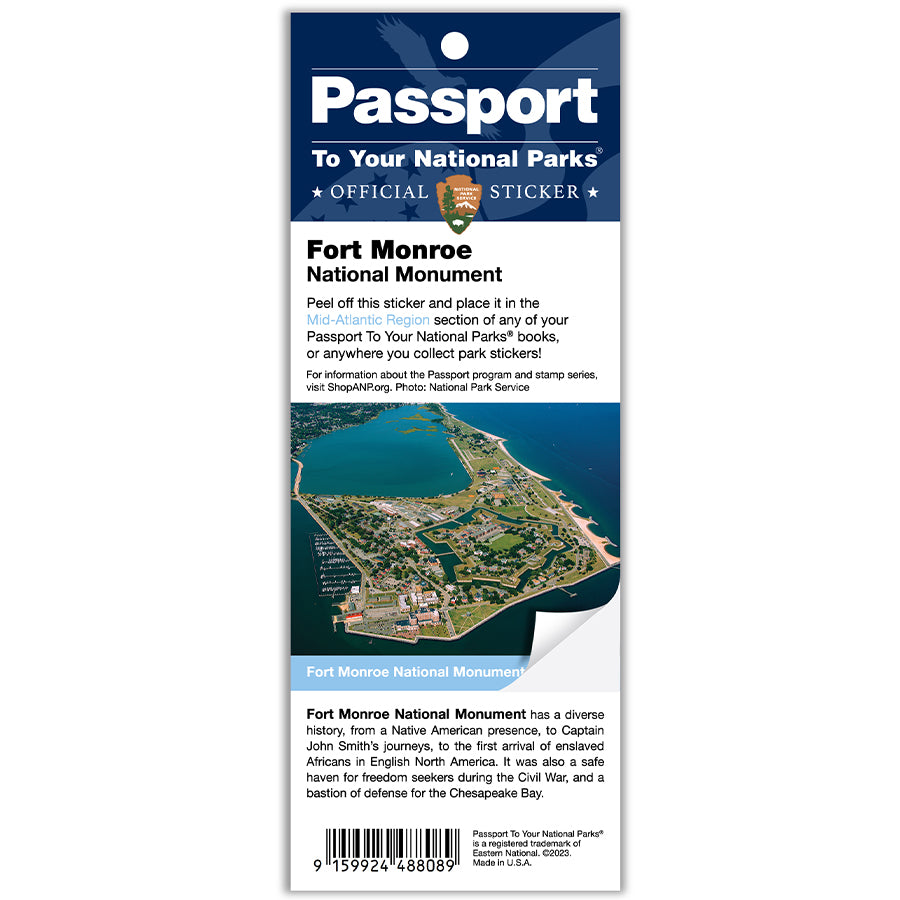 Passport
To Your National Parks®
★ OFFICIAL STICKER ★
NATIONAL
PARK
SERVICE
Fort Monroe
National Monument
Peel off this sticker and place it in the
Mid-Atlantic Region section of any of your
Passport To Your National Parks® books,
or anywhere you collect park stickers!
For information about the Passport program and stamp series,
visit ShopANP.org. Photo: National Park Service
Fort Monroe National Monument
Fort Monroe National Monument has a diverse
history, from a Native American presence, to Captain
John Smith's journeys, to the first arrival of enslaved
Africans in English North America. It was also a safe
haven for freedom seekers during the Civil War, and a
bastion of defense for the Chesapeake Bay.
9 159924 488089
Passport To Your National Parks®
is a registered trademark of
Eastern National. ©2023.
Made in U.S.A.